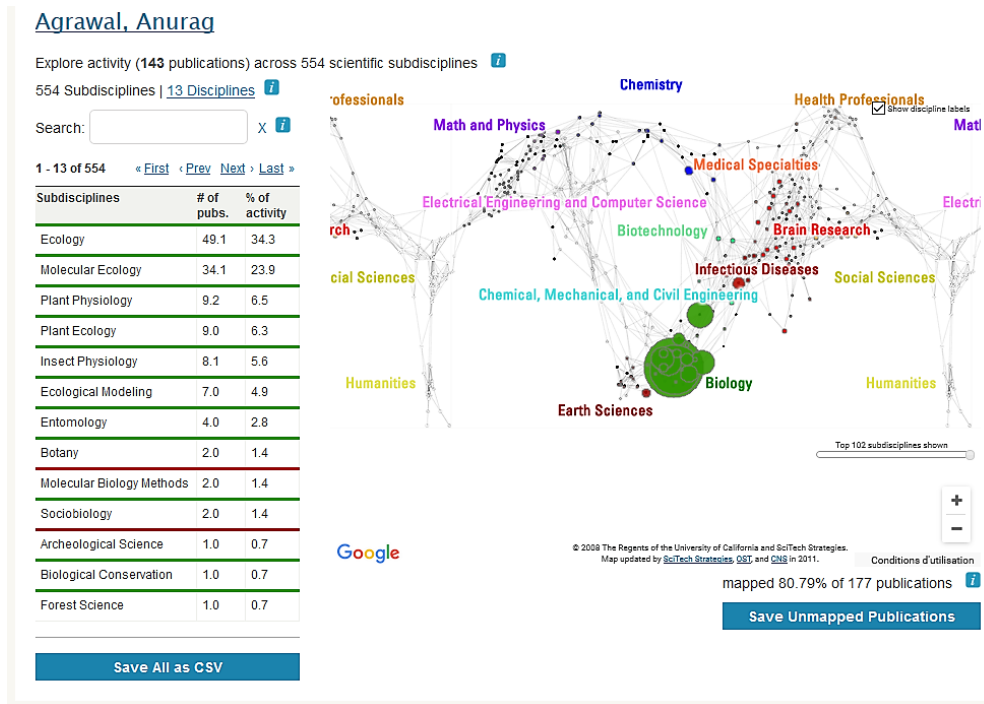 Agrawal, Anurag
Explore activity (143 publications) across 554 scientific subdisciplines i
554 Subdisciplines | 13 Disciplines i
Search: X i
1 - 13 of 554 « First ‹ Prev Next › Last »
Subdisciplines # of pubs. % of activity
Ecology 49.1 34.3
Molecular Ecology 34.1 23.9
Plant Physiology 9.2 6.5
Plant Ecology 9.0 6.3
Insect Physiology 8.1 5.6
Ecological Modeling 7.0 4.9
Entomology 4.0 2.8
Botany 2.0 1.4
Molecular Biology Methods 2.0 1.4
Sociobiology 2.0 1.4
Archeological Science 1.0 0.7
Biological Conservation 1.0 0.7
Forest Science 1.0 0.7
Save All as CSV
Chemistry
rofessionals
Health Professionals
Show discipline labels
Math and Physics
Math
Medical Specialties
Electrical Engineering and Computer Science
Electri
rch
Biotechnology
Brain Research
Infectious Diseases
cial Sciences
Social Sciences
Chemical, Mechanical, and Civil Engineering
Humanities
Biology
Humanities
Earth Sciences
Top 102 subdisciplines shown
+
−
Google
© 2008 The Regents of the University of California and SciTech Strategies.
Map updated by SciTech Strategies, OST, and CNS in 2011.
Conditions d'utilisation
mapped 80.79% of 177 publications i
Save Unmapped Publications